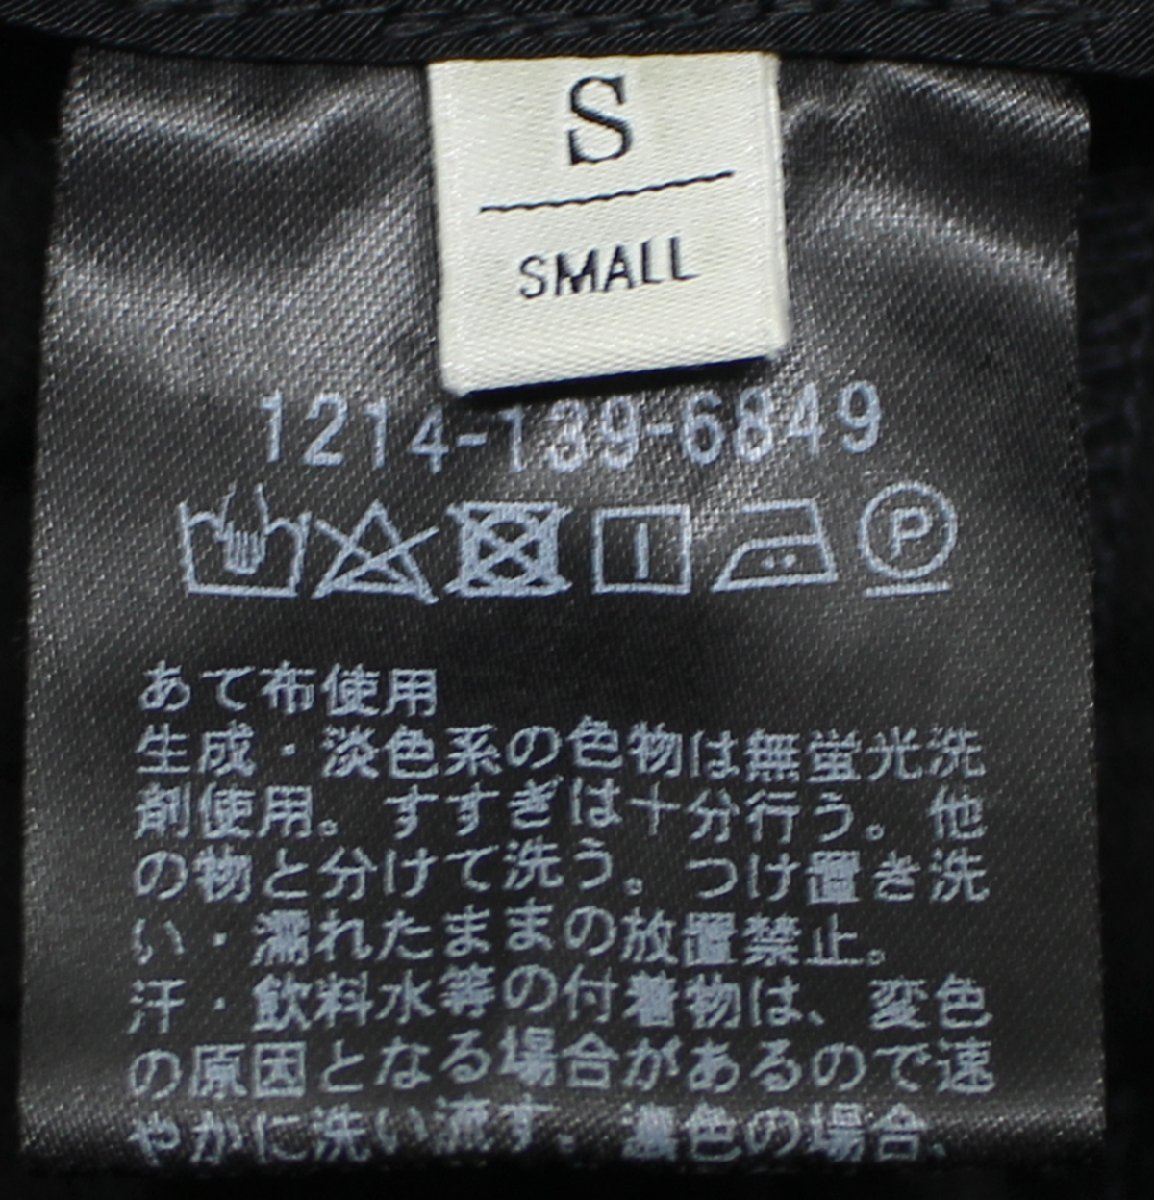 S
SMALL
1214-139-6849
P
あて布使用
生成・淡色系の色物は無蛍光洗
剤使用。すすぎは十分行う。他
の物と分けて洗う。つけ置き洗
い・濡れたままの放置禁止。
汗・飲料水等の付着物は、変色
の原因となる場合があるので速
やかに洗い流す。濃色の場合、